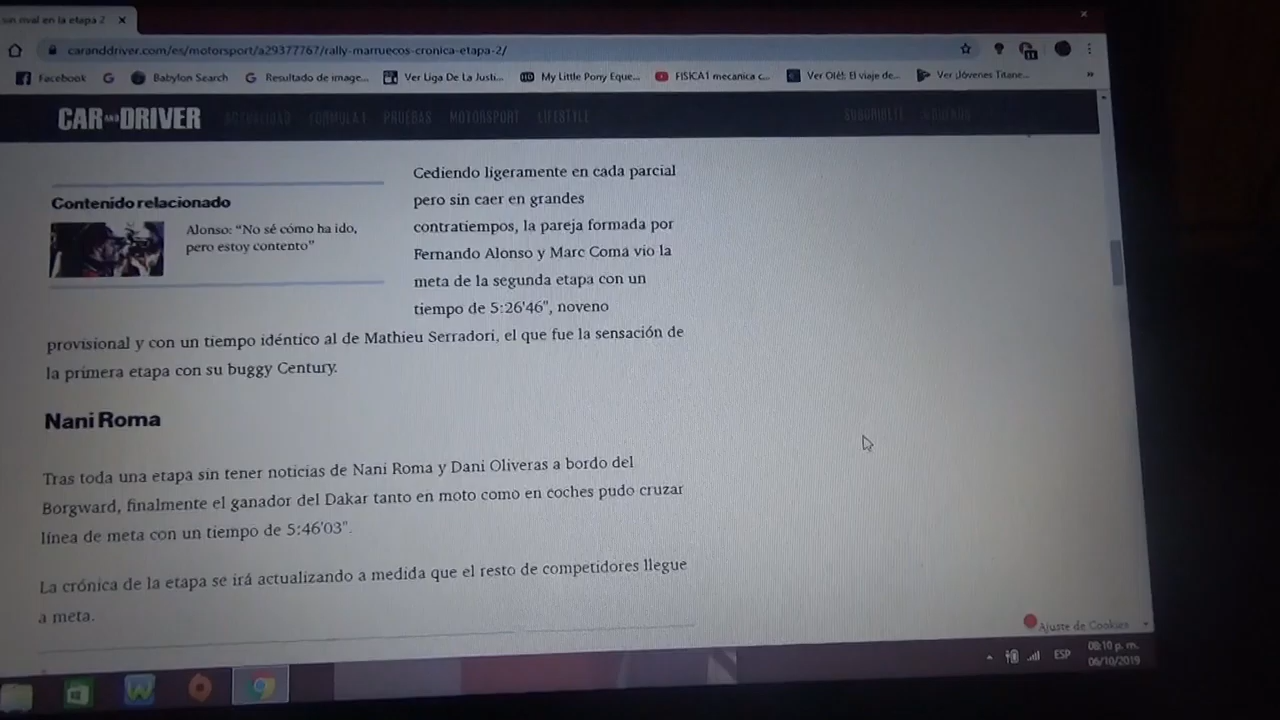 sin rival en la etapa 2
caranddriver.com/es/motorsport/a29377767/rally-marruecos-cronica-etapa-2/
Facebook
Babylon Search
Resultado de image...
Ver Liga De La Justi...
My Little Pony Eque...
FISICA1 mecanica c...
Ver Olé!: El viaje de...
Ver Jóvenes Titane...
CAR AND DRIVER
ACTUALIDAD FORMULA 1 PRUEBAS MOTORSPORT LIFESTYLE
SUBSCRÍBETE SÍGUENOS
Contenido relacionado
Alonso: “No sé cómo ha ido,
pero estoy contento”
Cediendo ligeramente en cada parcial
pero sin caer en grandes
contratiempos, la pareja formada por
Fernando Alonso y Marc Coma vio la
meta de la segunda etapa con un
tiempo de 5:26'46", noveno
provisional y con un tiempo idéntico al de Mathieu Serradori, el que fue la sensación de
la primera etapa con su buggy Century.
Nani Roma
Tras toda una etapa sin tener noticias de Nani Roma y Dani Oliveras a bordo del
Borgward, finalmente el ganador del Dakar tanto en moto como en coches pudo cruzar
línea de meta con un tiempo de 5:46'03".
La crónica de la etapa se irá actualizando a medida que el resto de competidores llegue
a meta.
Ajuste de Cookies
ESP
08:10 p. m.
06/10/2019